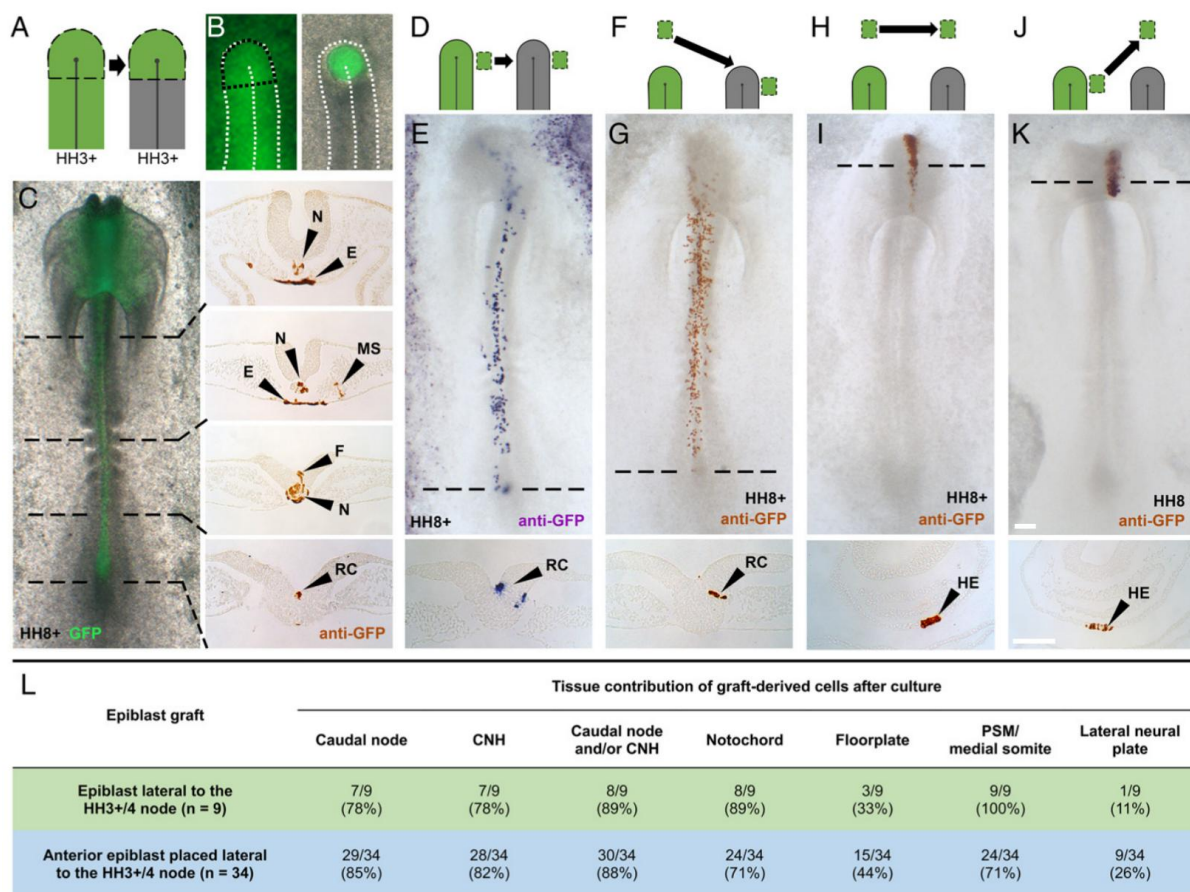 A
B
D
F
H
J
HH3+
HH3+
C
E
G
I
K
N
E
N
MS
E
F
N
RC
HH8+ GFP
anti-GFP
HH8+
anti-GFP
RC
HH8+
anti-GFP
RC
HH8+
anti-GFP
HE
HH8
anti-GFP
HE
L
Tissue contribution of graft-derived cells after culture
Epiblast graft
Caudal node
CNH
Caudal node
and/or CNH
Notochord
Floorplate
PSM/
medial somite
Lateral neural
plate
Epiblast lateral to the
HH3+/4 node (n = 9)
7/9
(78%)
7/9
(78%)
8/9
(89%)
8/9
(89%)
3/9
(33%)
9/9
(100%)
1/9
(11%)
Anterior epiblast placed lateral
to the HH3+/4 node (n = 34)
29/34
(85%)
28/34
(82%)
30/34
(88%)
24/34
(71%)
15/34
(44%)
24/34
(71%)
9/34
(26%)